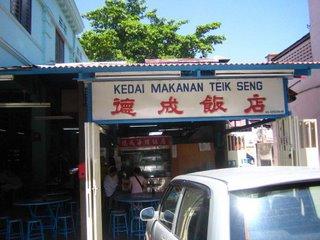 KEDAI MAKANAN TEIK SENG
德成飯店